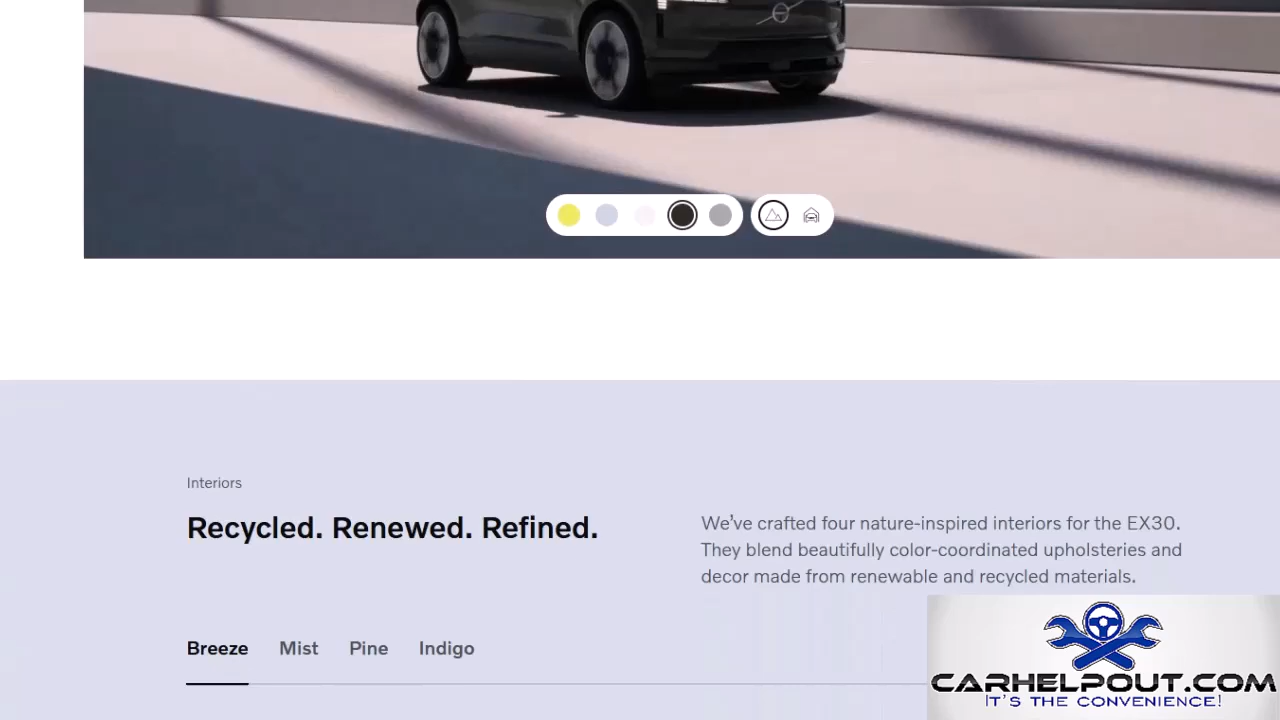 Interiors
Recycled. Renewed. Refined.
We've crafted four nature-inspired interiors for the EX30.
They blend beautifully color-coordinated upholsteries and
decor made from renewable and recycled materials.
Breeze Mist Pine Indigo
CARHELPOUT.COM
IT'S THE CONVENIENCE!